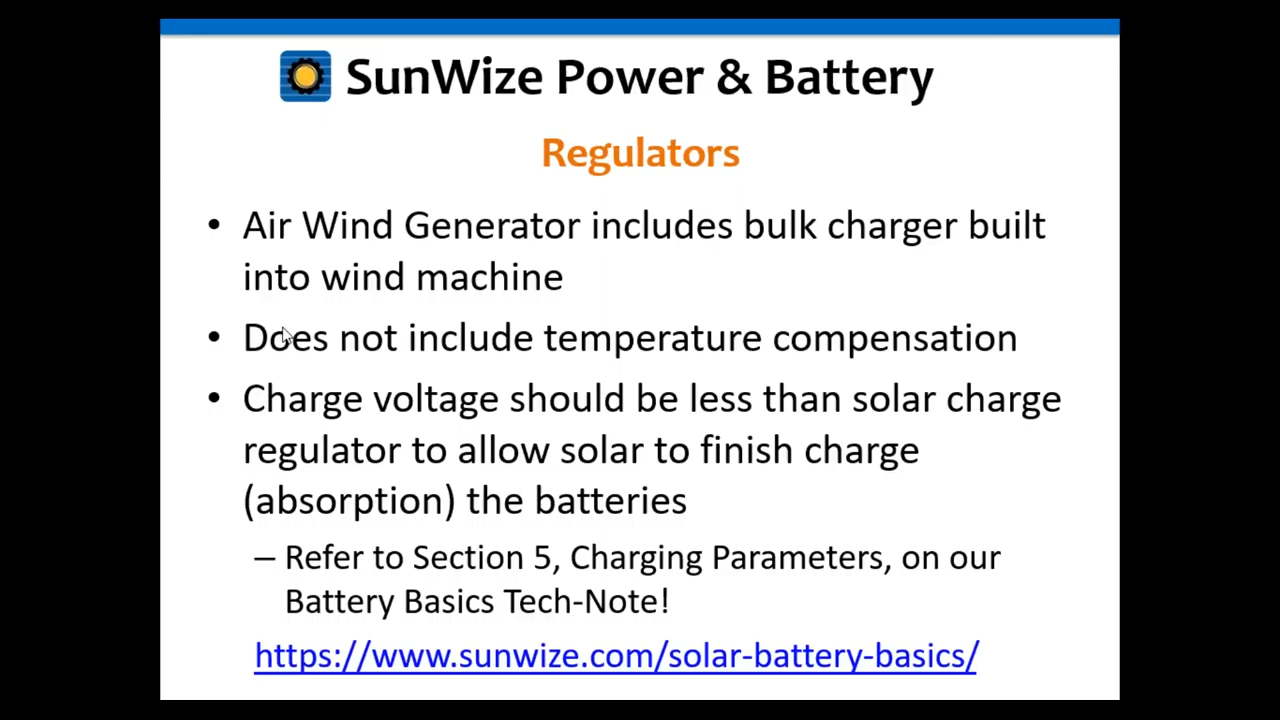 SunWize Power & Battery
Regulators
• Air Wind Generator includes bulk charger built
into wind machine
• Does not include temperature compensation
• Charge voltage should be less than solar charge
regulator to allow solar to finish charge
(absorption) the batteries
– Refer to Section 5, Charging Parameters, on our
Battery Basics Tech-Note!
https://www.sunwize.com/solar-battery-basics/